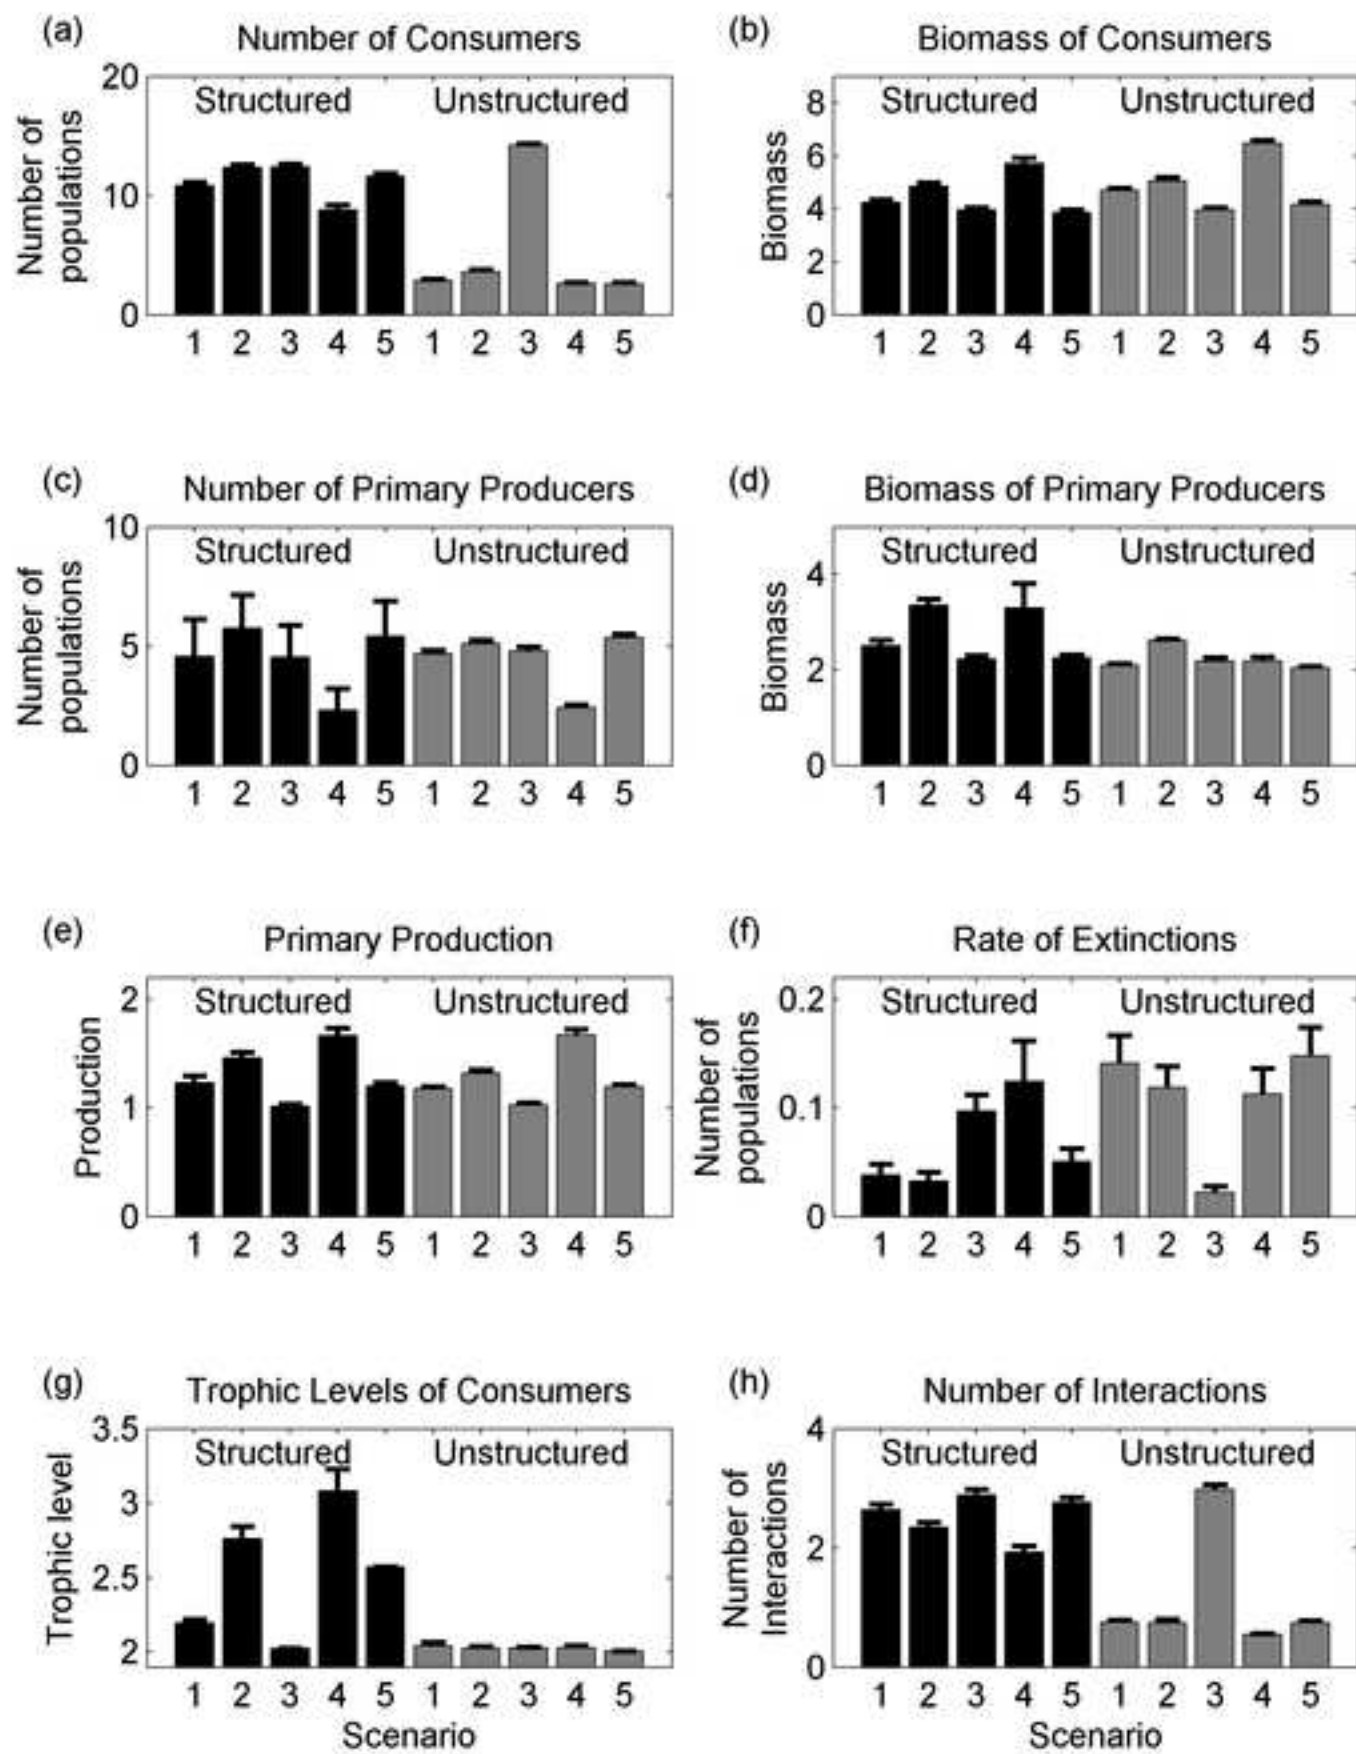 (a) Number of Consumers
Number of
populations
20
10
0
Structured Unstructured
1 2 3 4 5 1 2 3 4 5
(b) Biomass of Consumers
Biomass
8
6
4
2
0
Structured Unstructured
1 2 3 4 5 1 2 3 4 5
(c) Number of Primary Producers
Number of
populations
10
5
0
Structured Unstructured
1 2 3 4 5 1 2 3 4 5
(d) Biomass of Primary Producers
Biomass
4
2
0
Structured Unstructured
1 2 3 4 5 1 2 3 4 5
(e) Primary Production
Production
2
1
0
Structured Unstructured
1 2 3 4 5 1 2 3 4 5
(f) Rate of Extinctions
Number of
populations
0.2
0.1
0
Structured Unstructured
1 2 3 4 5 1 2 3 4 5
(g) Trophic Levels of Consumers
Trophic level
3.5
3
2.5
2
Structured Unstructured
1 2 3 4 5 1 2 3 4 5
Scenario
(h) Number of Interactions
Number of
Interactions
4
2
0
Structured Unstructured
1 2 3 4 5 1 2 3 4 5
Scenario